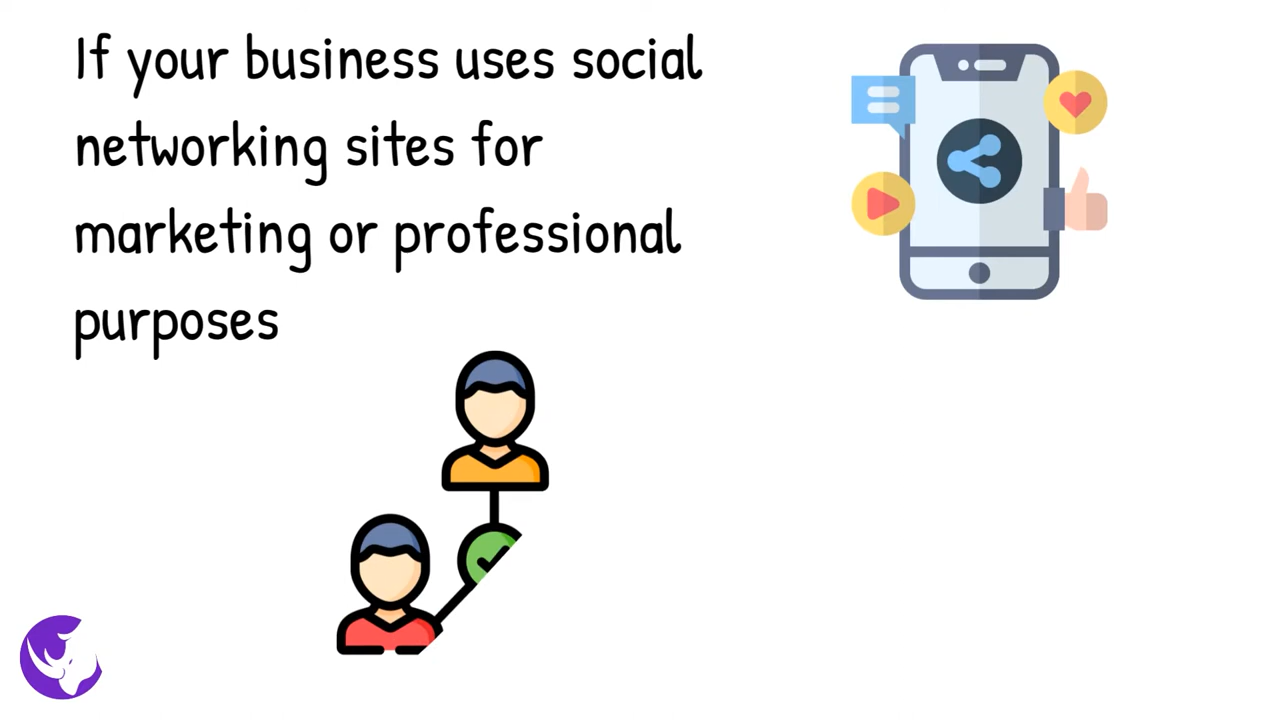 If your business uses social
networking sites for
marketing or professional
purposes